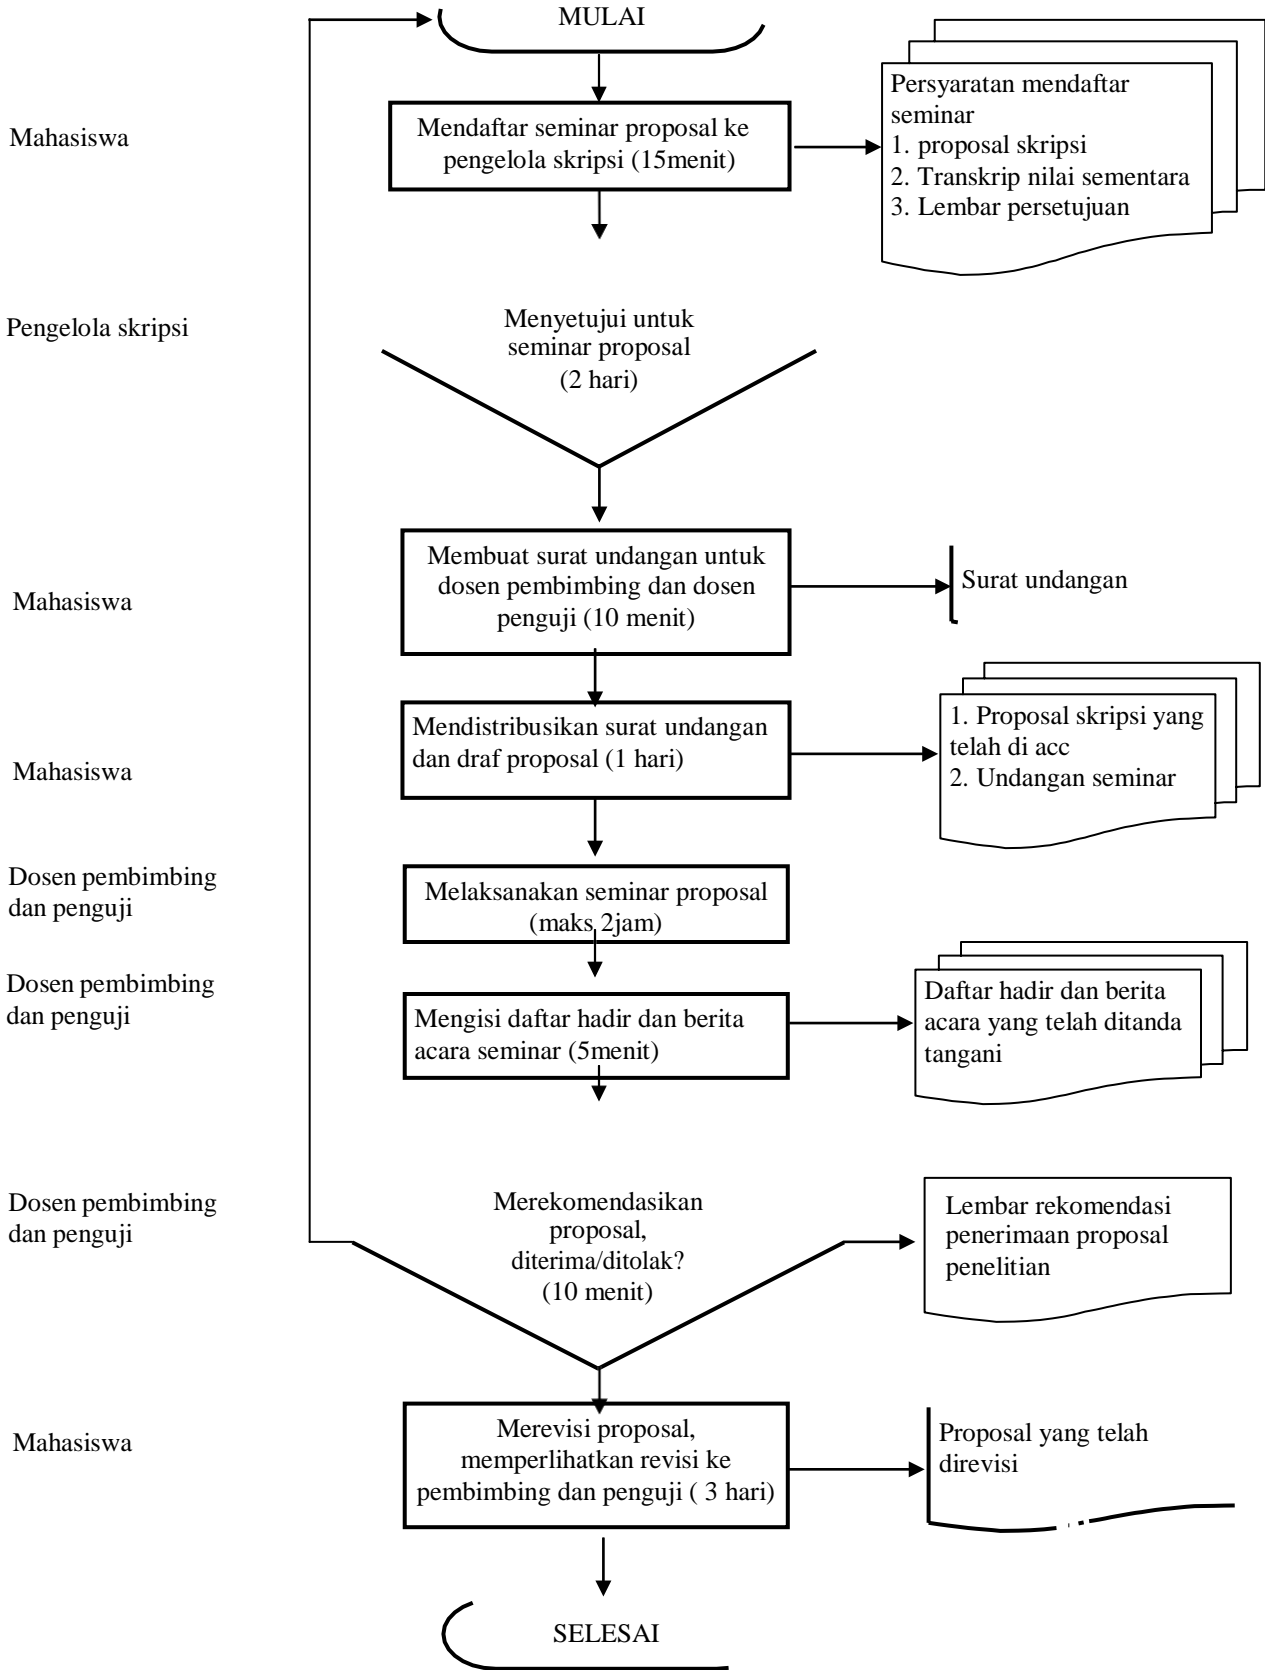 MULAI
Mahasiswa
Mendaftar seminar proposal ke
pengelola skripsi (15menit)
Persyaratan mendaftar
seminar
1. proposal skripsi
2. Transkrip nilai sementara
3. Lembar persetujuan
Pengelola skripsi
Menyetujui untuk
seminar proposal
(2 hari)
Mahasiswa
Membuat surat undangan untuk
dosen pembimbing dan dosen
penguji (10 menit)
Surat undangan
Mahasiswa
Mendistribusikan surat undangan
dan draf proposal (1 hari)
1. Proposal skripsi yang
telah di acc
2. Undangan seminar
Dosen pembimbing
dan penguji
Melaksanakan seminar proposal
(maks 2jam)
Dosen pembimbing
dan penguji
Mengisi daftar hadir dan berita
acara seminar (5menit)
Daftar hadir dan berita
acara yang telah ditanda
tangani
Dosen pembimbing
dan penguji
Merekomendasikan
proposal,
diterima/ditolak?
(10 menit)
Lembar rekomendasi
penerimaan proposal
penelitian
Mahasiswa
Merevisi proposal,
memperlihatkan revisi ke
pembimbing dan penguji ( 3 hari)
Proposal yang telah
direvisi
SELESAI